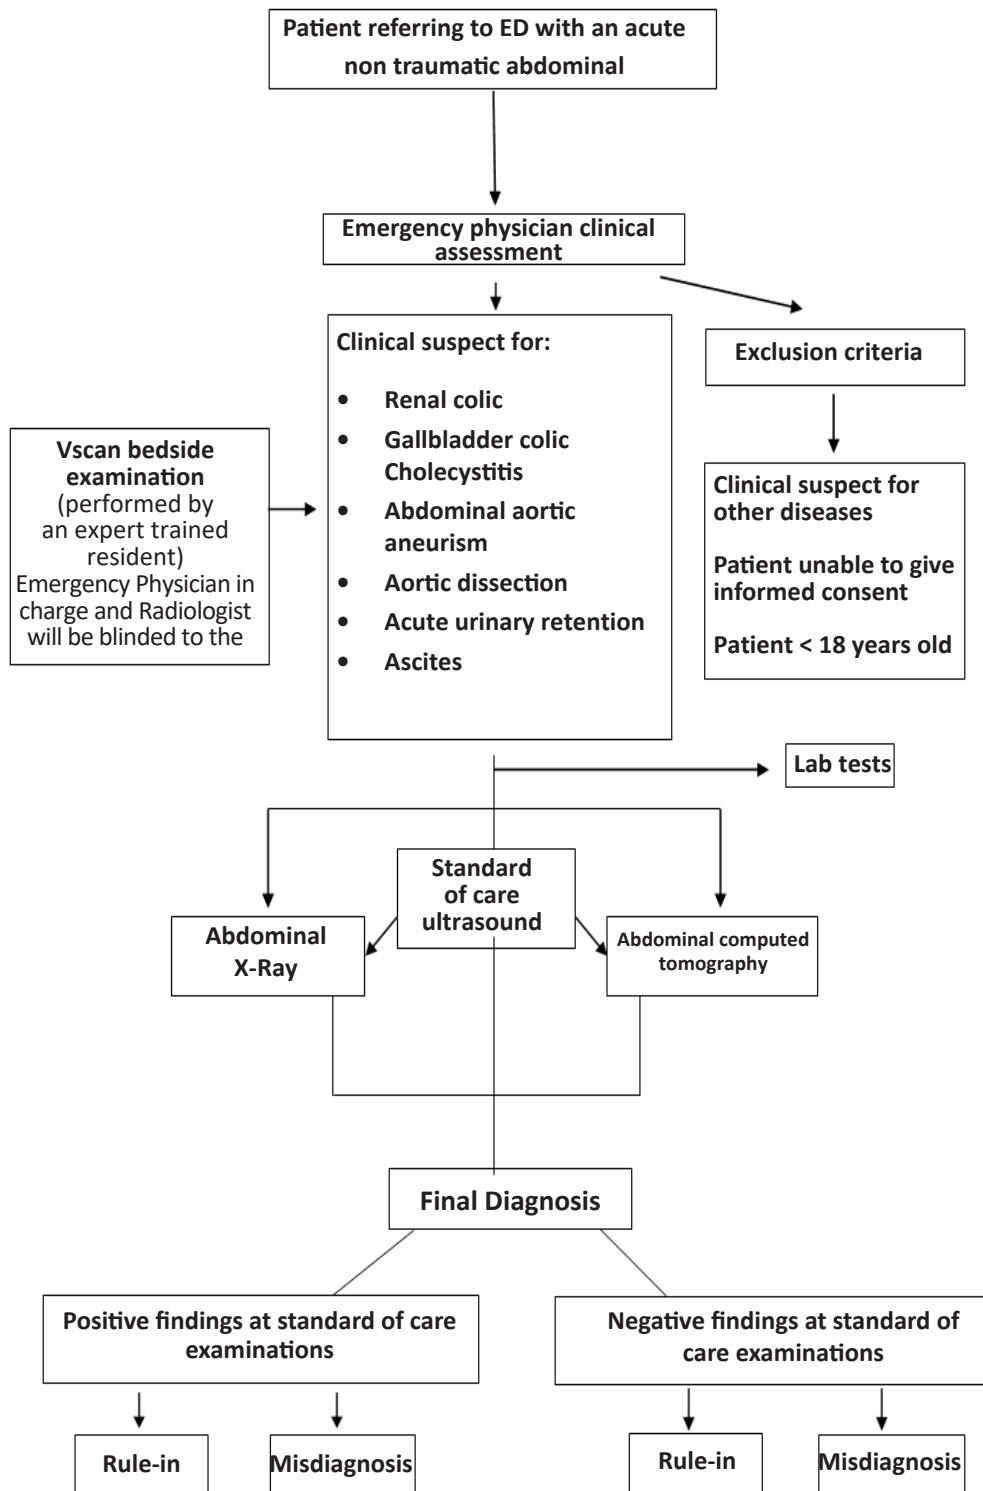 Patient referring to ED with an acute
non traumatic abdominal
Emergency physician clinical
assessment
Clinical suspect for:
• Renal colic
• Gallbladder colic
Cholecystitis
• Abdominal aortic
aneurism
• Aortic dissection
• Acute urinary retention
• Ascites
Exclusion criteria
Vscan bedside
examination
(performed by
an expert trained
resident)
Emergency Physician in
charge and Radiologist
will be blinded to the
Clinical suspect for
other diseases
Patient unable to give
informed consent
Patient < 18 years old
Lab tests
Standard
of care
ultrasound
Abdominal
X-Ray
Abdominal computed
tomography
Final Diagnosis
Positive findings at standard of care
examinations
Negative findings at standard of
care examinations
Rule-in
Misdiagnosis
Rule-in
Misdiagnosis